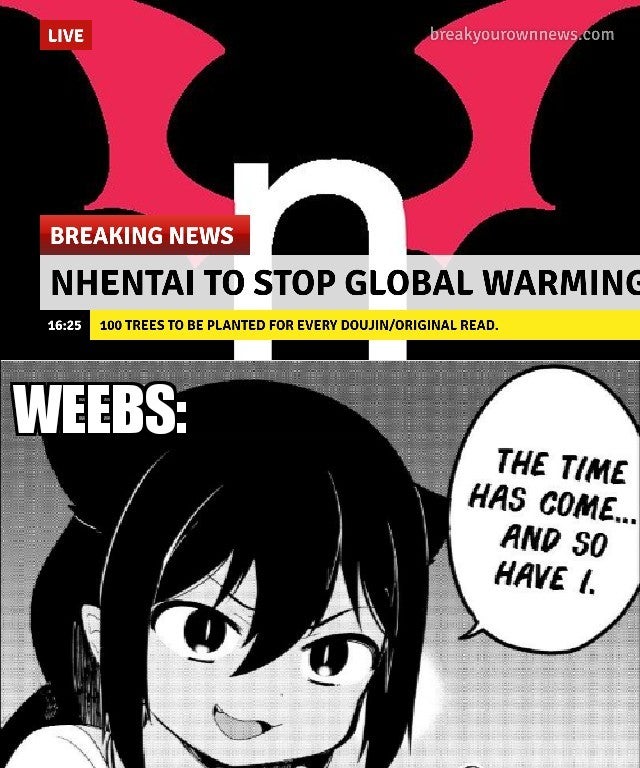 LIVE
breakyourownnews.com
n
BREAKING NEWS
NHENTAI TO STOP GLOBAL WARMING
16:25 100 TREES TO BE PLANTED FOR EVERY DOUJIN/ORIGINAL READ.
WEEBS:
THE TIME
HAS COME...
AND SO
HAVE I.